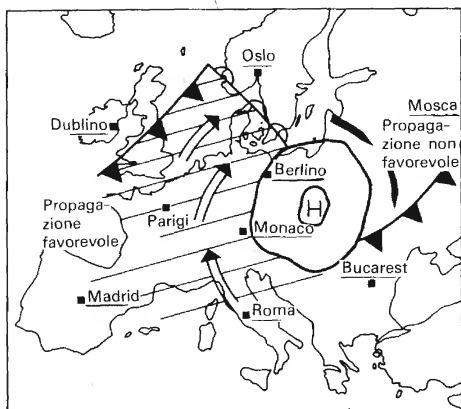 Oslo
Mosca
Dublino
Propaga-
zione non
favorevole
Berlino
Propaga-
zione
favorevole
Parigi
H
Monaco
Bucarest
Madrid
Roma